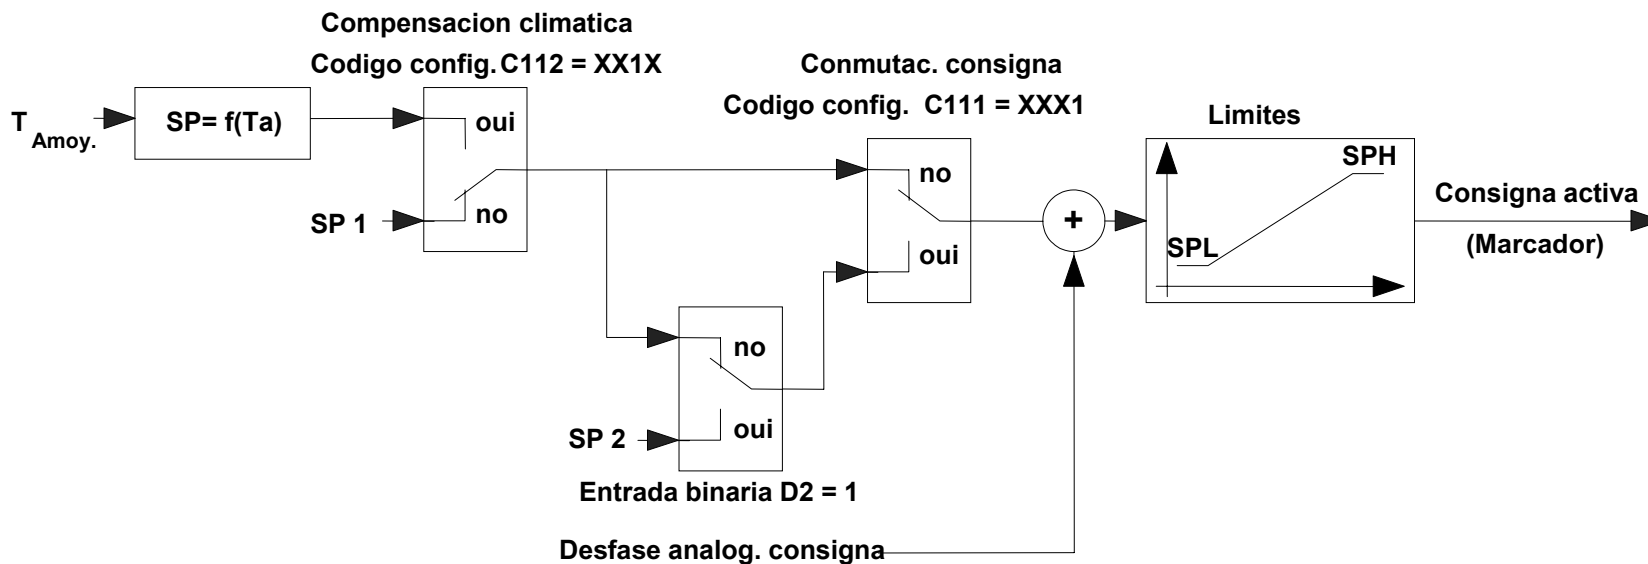 Compensacion climatica
Codigo config. C112 = XX1X
Conmutac. consigna
Codigo config. C111 = XXX1
Limites
T Amoy.
SP= f(Ta)
oui
no
SP 1
no
oui
+
SPH
SPL
Consigna activa
(Marcador)
no
oui
SP 2
Entrada binaria D2 = 1
Desfase analog. consigna